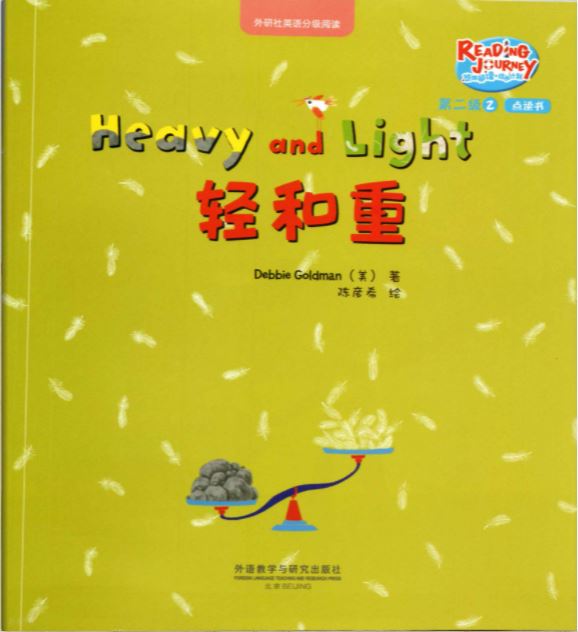 外研社英语分级阅读
READING
JOURNEY
第二级 2 点读书
Heavy and Light
轻和重
Debbie Goldman (美) 著
陈彦希 绘
外语教学与研究出版社
FOREIGN LANGUAGE TEACHING AND RESEARCH PRESS
北京 BEIJING